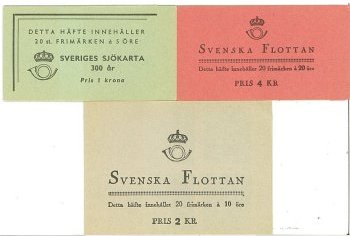 DETTA HÄFTE INNEHÅLLER
20 st. FRIMÄRKEN à 5 ÖRE
SVERIGES SJÖKARTA
300 år
Pris 1 krona
SVENSKA FLOTTAN
Detta häfte innehåller 20 frimärken à 20 öre
PRIS 4 KR
SVENSKA FLOTTAN
Detta häfte innehåller 20 frimärken à 10 öre
PRIS 2 KR